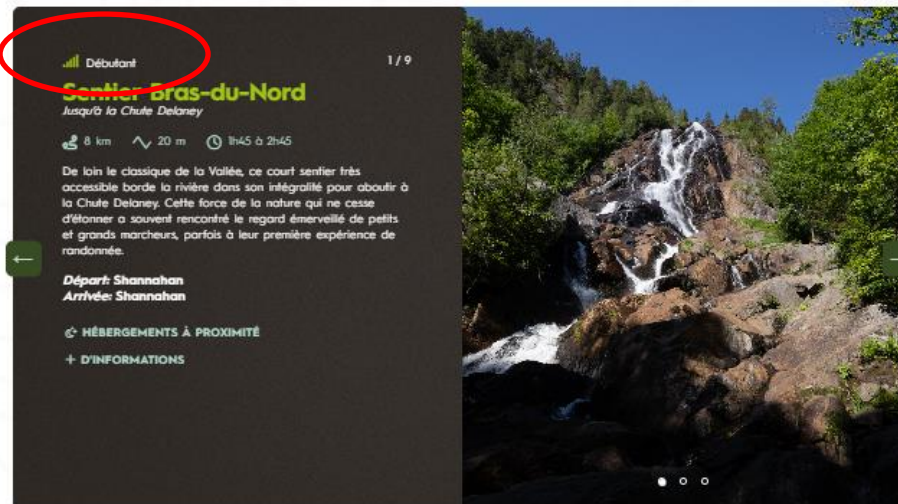 Débutant
1/9
Sentier Bras-du-Nord
Jusqu'à la Chute Delaney
8 km 20 m 1h45 à 2h45
De loin le classique de la Vallée, ce court sentier très
accessible borde la rivière dans son intégralité pour aboutir à
la Chute Delaney. Cette force de la nature qui ne cesse
d'étonner a souvent rencontré le regard émerveillé de petits
et grands marcheurs, parfois à leur première expérience de
randonnée.
Départ: Shannahan
Arrivée: Shannahan
HÉBERGEMENTS À PROXIMITÉ
+ D'INFORMATIONS